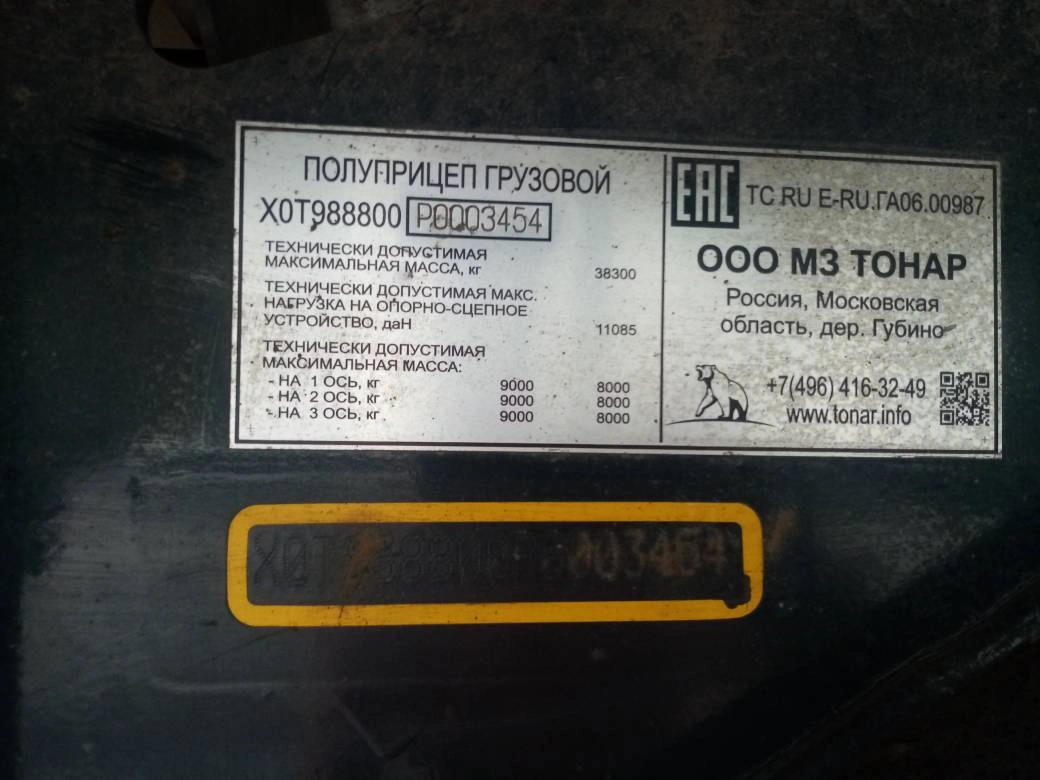 ПОЛУПРИЦЕП ГРУЗОВОЙ
X0T988800 P0003454
ТЕХНИЧЕСКИ ДОПУСТИМАЯ
МАКСИМАЛЬНАЯ МАССА, кг 38300
ТЕХНИЧЕСКИ ДОПУСТИМАЯ МАКС.
НАГРУЗКА НА ОПОРНО-СЦЕПНОЕ
УСТРОЙСТВО, даН 11085
ТЕХНИЧЕСКИ ДОПУСТИМАЯ
МАКСИМАЛЬНАЯ МАССА:
- НА 1 ОСЬ, кг 9000 8000
- НА 2 ОСЬ, кг 9000 8000
- НА 3 ОСЬ, кг 9000 8000
ЕАС ТС RU E-RU.ГА06.00987
ООО МЗ ТОНАР
Россия, Московская
область, дер. Губино
+7(496) 416-32-49
www.tonar.info